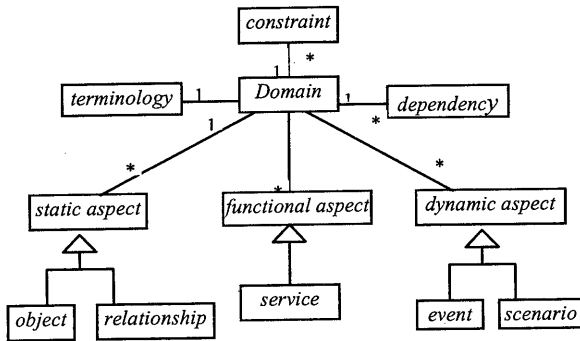 constraint
*
1
terminology
1
Domain
1
dependency
*
1
*
*
*
static aspect
functional aspect
dynamic aspect
object
relationship
service
event
scenario